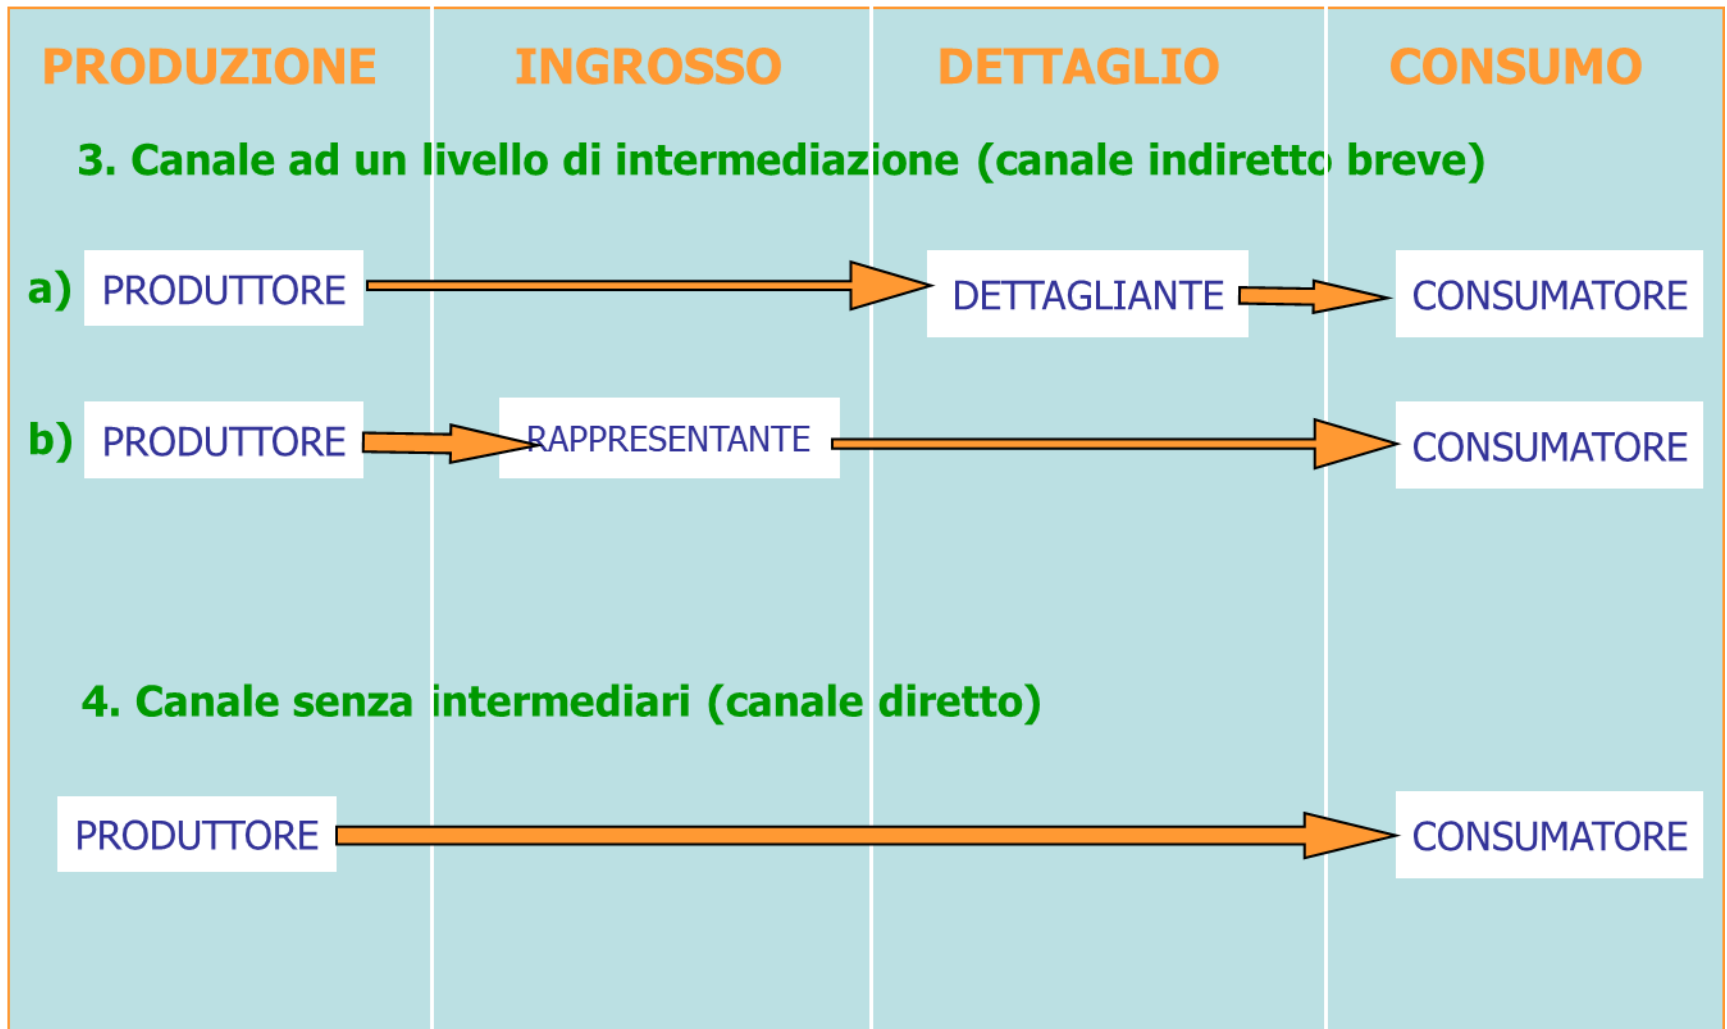 PRODUZIONE INGROSSO DETTAGLIO CONSUMO
3. Canale ad un livello di intermediazione (canale indiretto breve)
a) PRODUTTORE DETTAGLIANTE CONSUMATORE
b) PRODUTTORE RAPPRESENTANTE CONSUMATORE
4. Canale senza intermediari (canale diretto)
PRODUTTORE CONSUMATORE